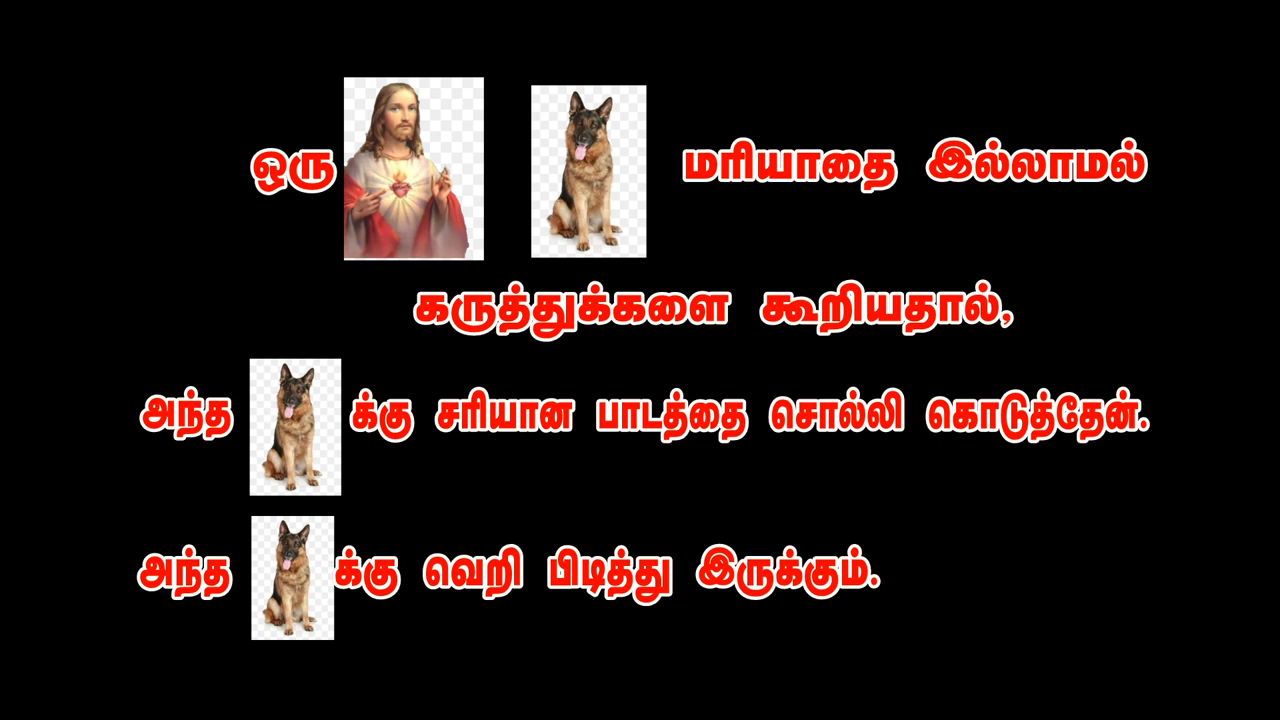 ஒரு மரியாதை இல்லாமல்
கருத்துக்களை கூறியதால்,
அந்த க்கு சரியான பாடத்தை சொல்லி கொடுத்தேன்.
அந்த க்கு வெறி பிடித்து இருக்கும்.